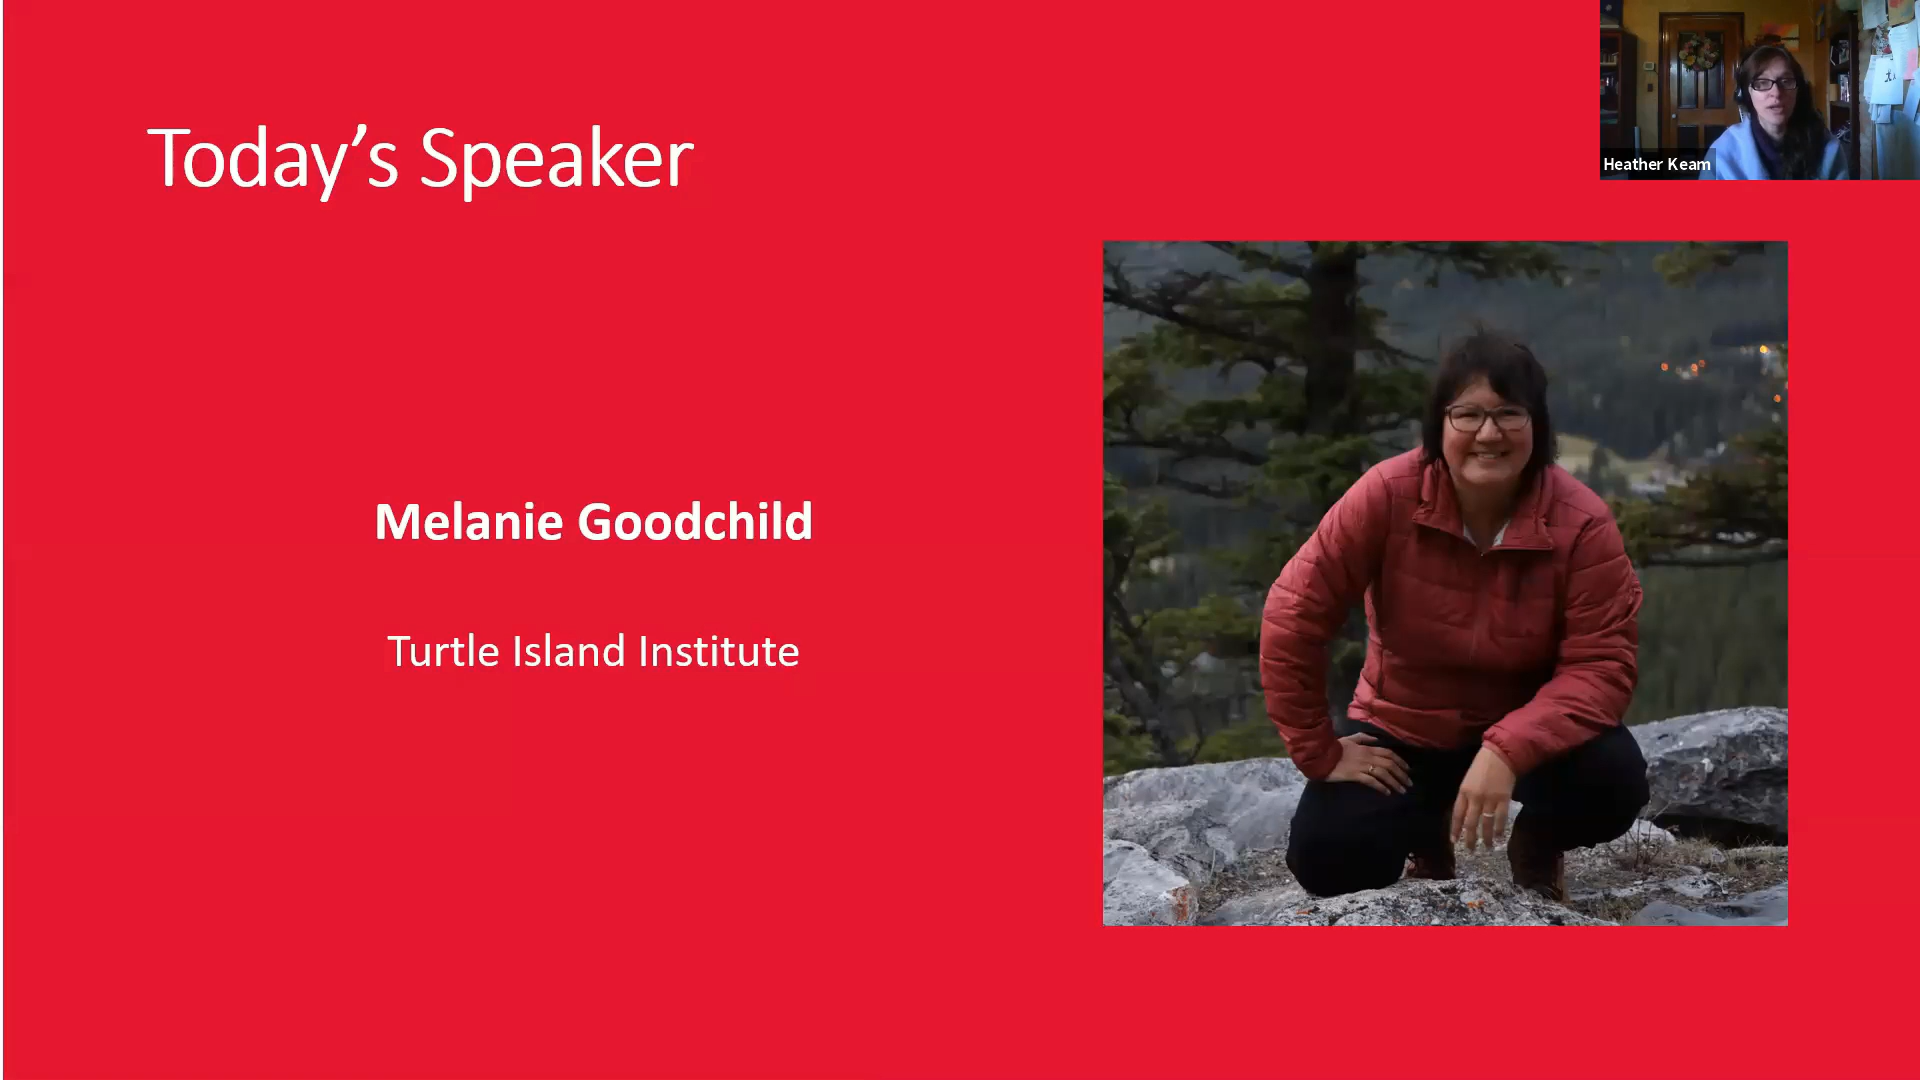 Today’s Speaker
Heather Keam
Melanie Goodchild
Turtle Island Institute